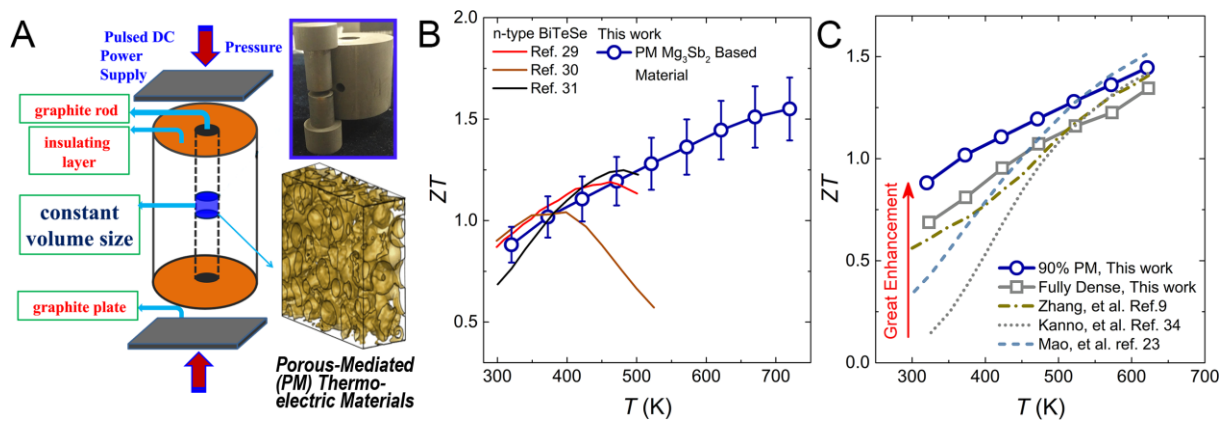 A
Pulsed DC
Power
Supply
Pressure
graphite rod
insulating
layer
constant
volume size
graphite plate
Porous-Mediated
(PM) Thermo-
electric Materials
B
n-type BiTeSe
Ref. 29
Ref. 30
Ref. 31
This work
PM Mg₃Sb₂ Based
Material
2.0
1.5
1.0
0.5
ZT
300 400 500 600 700
T (K)
C
1.5
1.0
0.5
0.0
ZT
Great Enhancement
90% PM, This work
Fully Dense, This work
Zhang, et al. Ref.9
Kanno, et al. Ref. 34
Mao, et al. ref. 23
200 300 400 500 600 700
T (K)